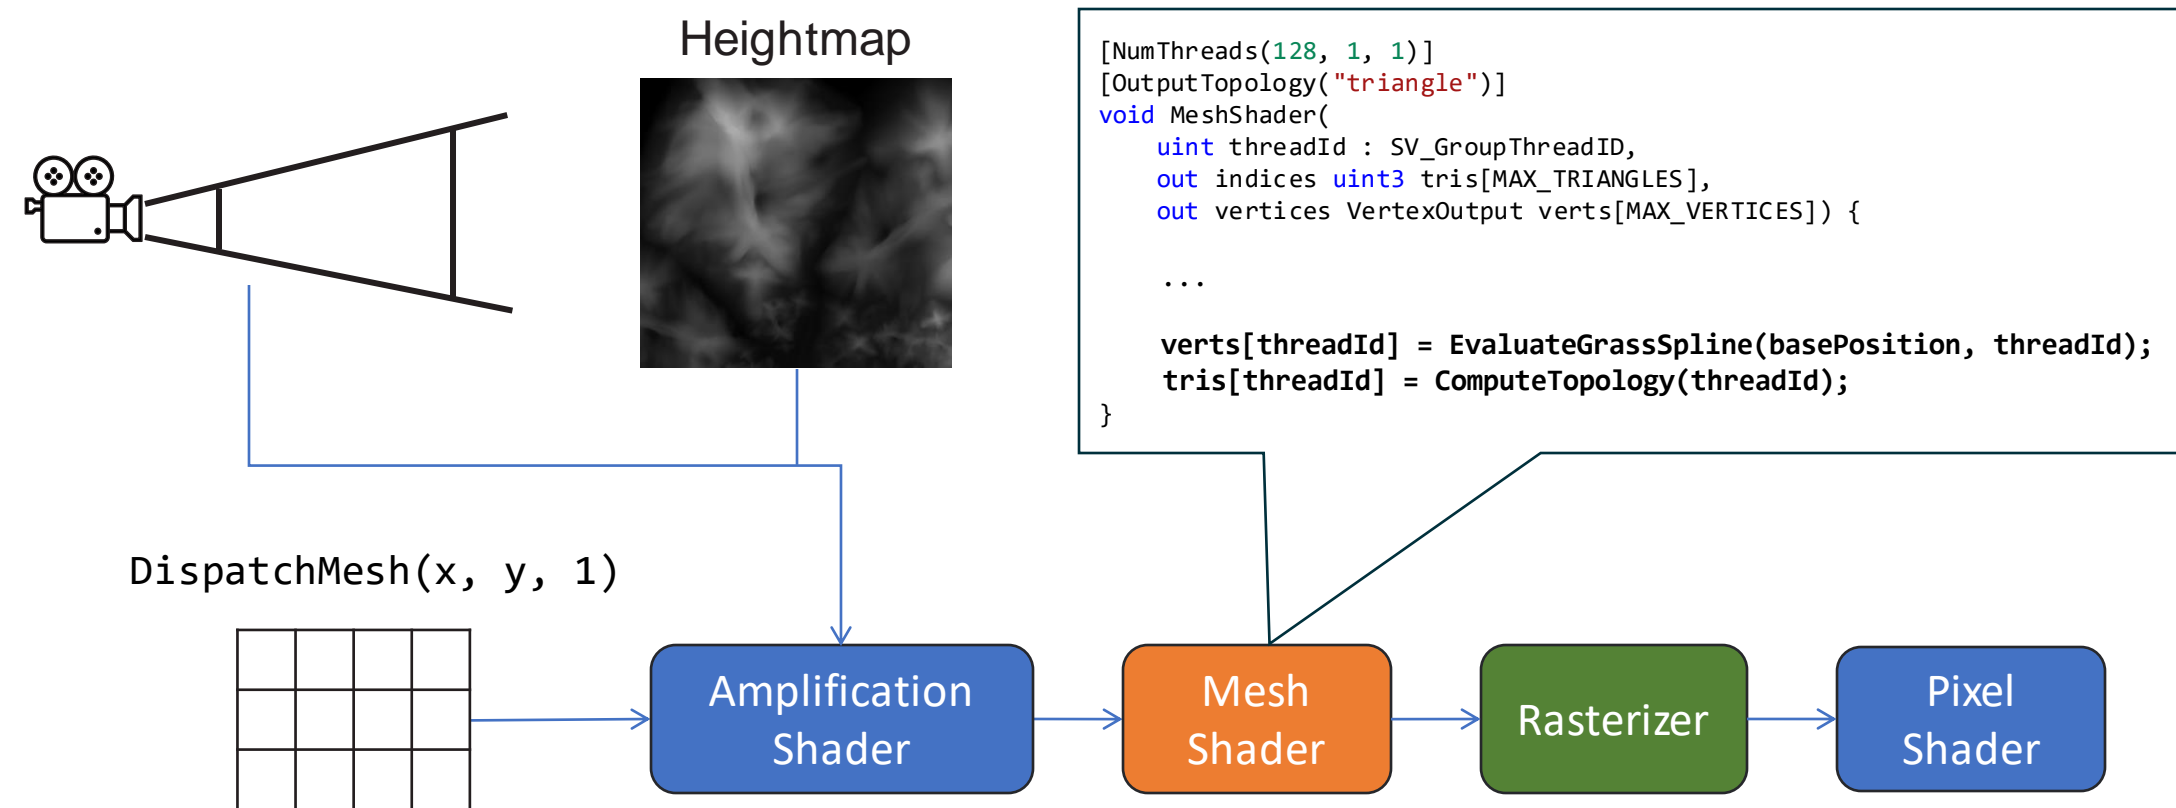 Heightmap
[NumThreads(128, 1, 1)]
[OutputTopology("triangle")]
void MeshShader(
    uint threadId : SV_GroupThreadID,
    out indices uint3 tris[MAX_TRIANGLES],
    out vertices VertexOutput verts[MAX_VERTICES]) {
    ...
    verts[threadId] = EvaluateGrassSpline(basePosition, threadId);
    tris[threadId] = ComputeTopology(threadId);
}
DispatchMesh(x, y, 1)
Amplification
Shader
Mesh
Shader
Rasterizer
Pixel
Shader